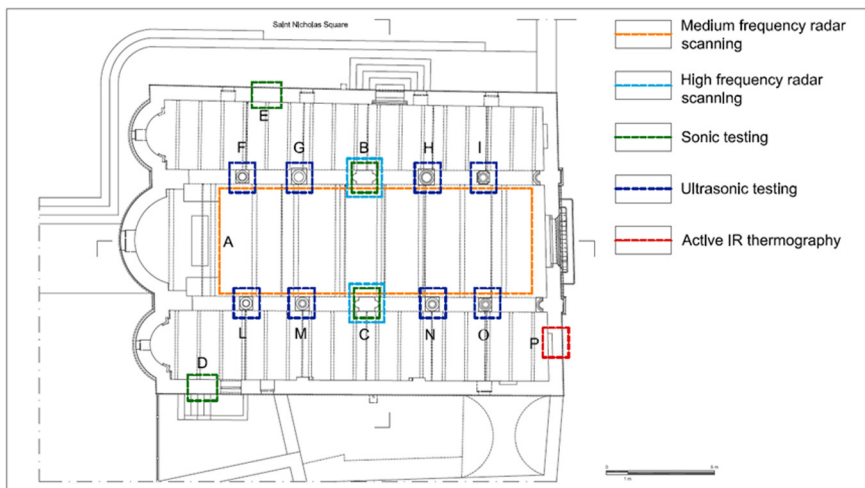 Saint Nicholas Square
Medium frequency radar
scanning
High frequency radar
scanning
Sonic testing
Ultrasonic testing
Active IR thermography
E
F G B H I
A
L M C N O
P
D
0
1 m